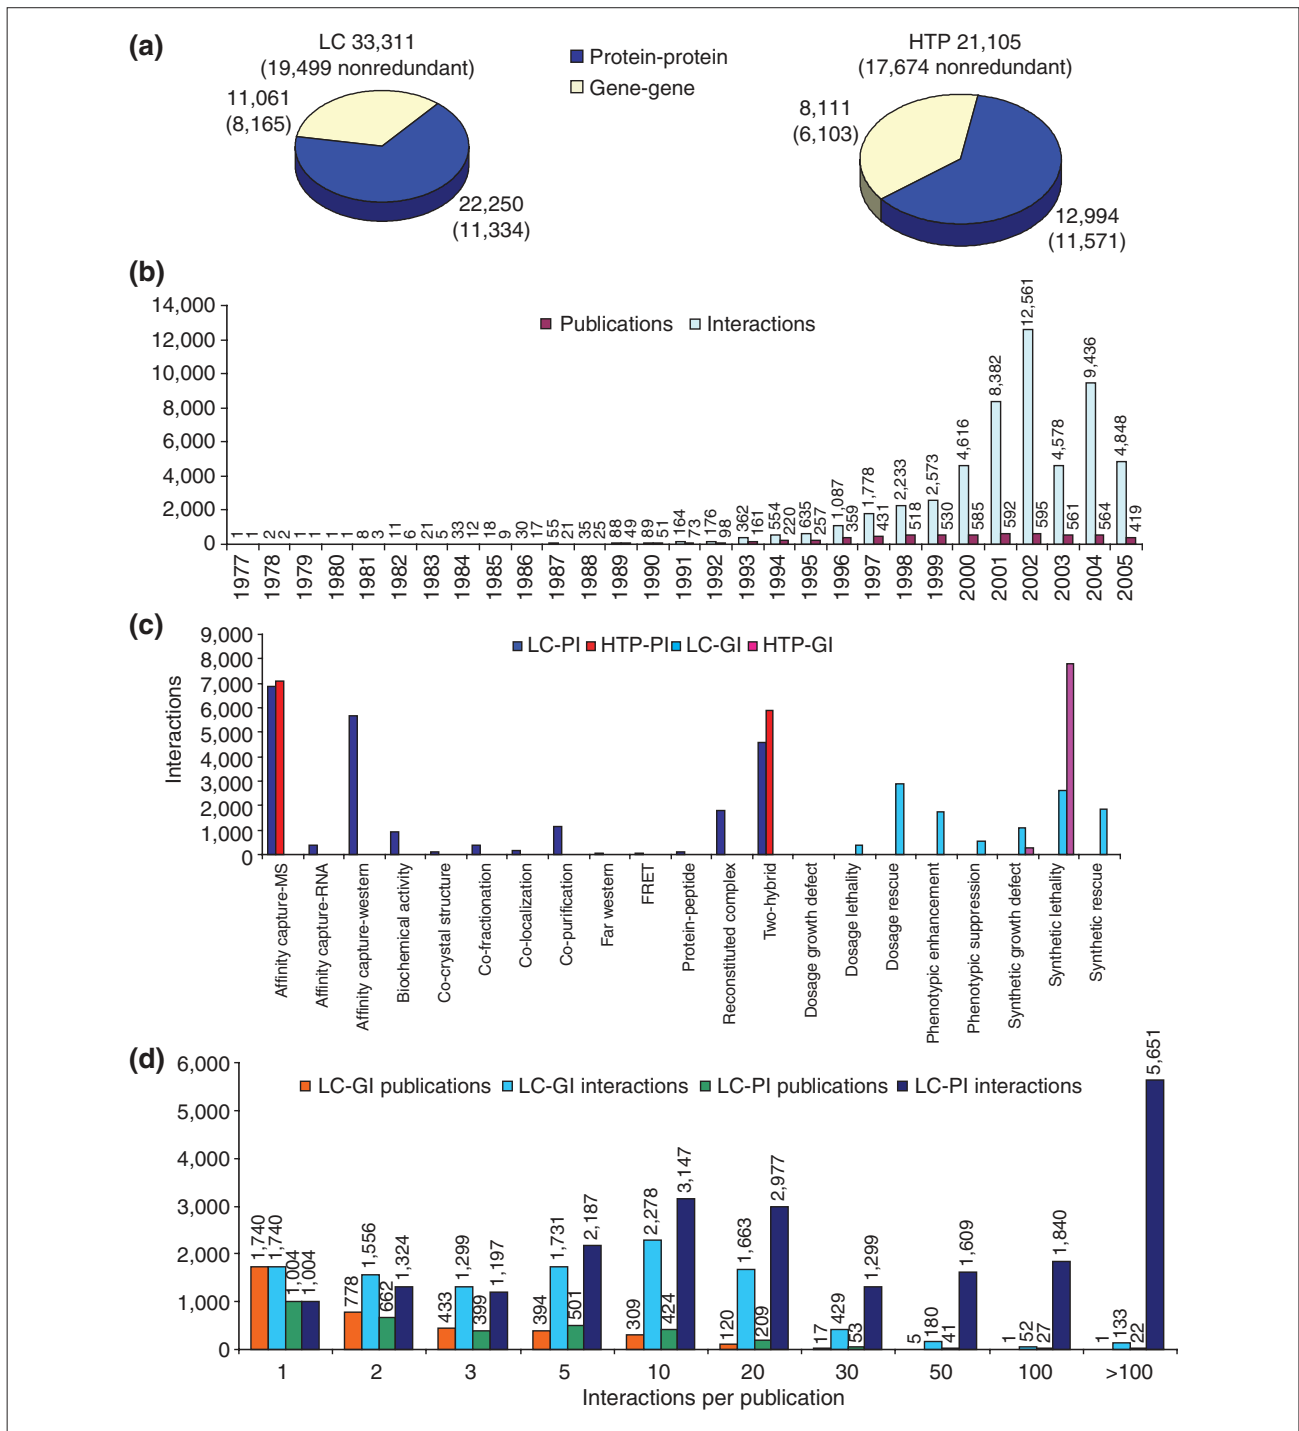 (a)
LC 33,311
(19,499 nonredundant)
11,061
(8,165)
22,250
(11,334)
Protein-protein
Gene-gene
HTP 21,105
(17,674 nonredundant)
8,111
(6,103)
12,994
(11,571)
(b)
Publications Interactions
14,000
12,000
10,000
8,000
6,000
4,000
2,000
0
1 1 2 2 1 1 1 1 8 3 11 6 21 5 33 12 18 9 30 17 55 21 35 25 88 49 89 51 164 73 176 98 362 161 554 220 635 257 1,087 359 1,778 431 2,233 518 2,573 530 4,616 585 8,382 592 12,561 595 4,578 561 9,436 564 4,848 419
1977 1978 1979 1980 1981 1982 1983 1984 1985 1986 1987 1988 1989 1990 1991 1992 1993 1994 1995 1996 1997 1998 1999 2000 2001 2002 2003 2004 2005
(c)
LC-PI HTP-PI LC-GI HTP-GI
Interactions
9,000
8,000
7,000
6,000
5,000
4,000
3,000
2,000
1,000
0
Affinity capture-MS
Affinity capture-RNA
Affinity capture-western
Biochemical activity
Co-crystal structure
Co-fractionation
Co-localization
Co-purification
Far western
FRET
Protein-peptide
Reconstituted complex
Two-hybrid
Dosage growth defect
Dosage lethality
Dosage rescue
Phenotypic enhancement
Phenotypic suppression
Synthetic growth defect
Synthetic lethality
Synthetic rescue
(d)
LC-GI publications LC-GI interactions LC-PI publications LC-PI interactions
6,000
5,000
4,000
3,000
2,000
1,000
0
1,740 1,740 1,004 1,004
778 1,556 662 1,324
433 1,299 399 1,197
394 1,731 501 2,187
309 2,278 424 3,147
120 1,663 209 2,977
17 429 53 1,299
5 180 41 1,609
1 52 27 1,840
1 133 22 5,651
1 2 3 5 10 20 30 50 100 >100
Interactions per publication